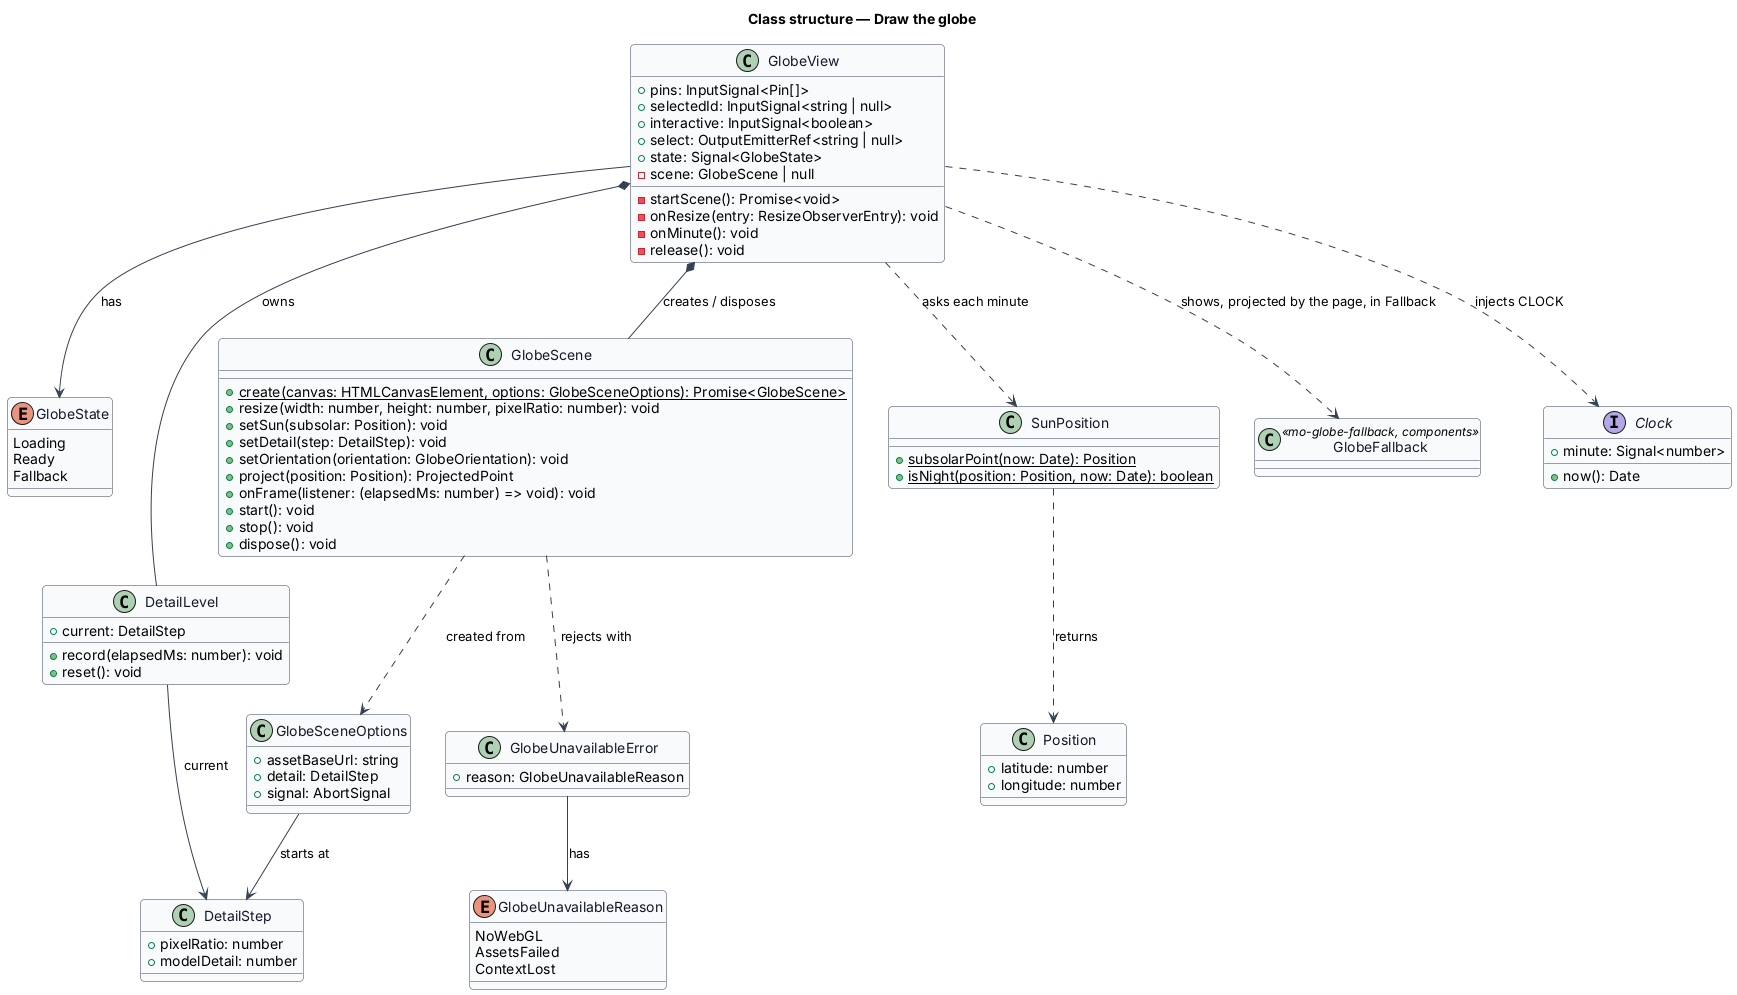 Class structure — Draw the globe
C GlobeView
pins: InputSignal<Pin[]>
selectedId: InputSignal<string | null>
interactive: InputSignal<boolean>
select: OutputEmitterRef<string | null>
state: Signal<GlobeState>
scene: GlobeScene | null
startScene(): Promise<void>
onResize(entry: ResizeObserverEntry): void
onMinute(): void
release(): void
has
owns
creates / disposes
asks each minute
shows, projected by the page, in Fallback
injects CLOCK
E GlobeState
Loading
Ready
Fallback
C GlobeScene
create(canvas: HTMLCanvasElement, options: GlobeSceneOptions): Promise<GlobeScene>
resize(width: number, height: number, pixelRatio: number): void
setSun(subsolar: Position): void
setDetail(step: DetailStep): void
setOrientation(orientation: GlobeOrientation): void
project(position: Position): ProjectedPoint
onFrame(listener: (elapsedMs: number) => void): void
start(): void
stop(): void
dispose(): void
C SunPosition
subsolarPoint(now: Date): Position
isNight(position: Position, now: Date): boolean
C «mo-globe-fallback, components»
GlobeFallback
I Clock
minute: Signal<number>
now(): Date
C DetailLevel
current: DetailStep
record(elapsedMs: number): void
reset(): void
created from
rejects with
returns
current
C GlobeSceneOptions
assetBaseUrl: string
detail: DetailStep
signal: AbortSignal
C GlobeUnavailableError
reason: GlobeUnavailableReason
C Position
latitude: number
longitude: number
starts at
has
C DetailStep
pixelRatio: number
modelDetail: number
E GlobeUnavailableReason
NoWebGL
AssetsFailed
ContextLost